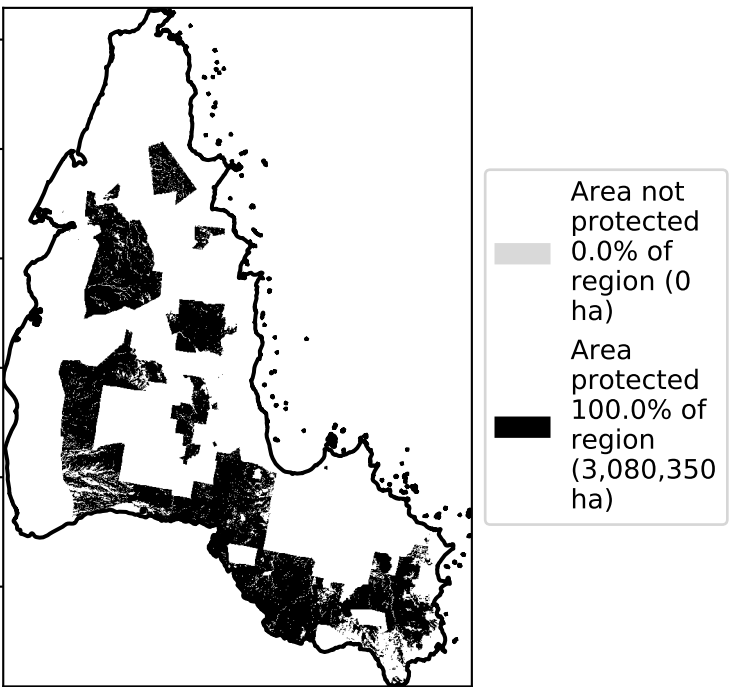 Area not
protected
0.0% of
region (0
ha)
Area
protected
100.0% of
region
(3,080,350
ha)